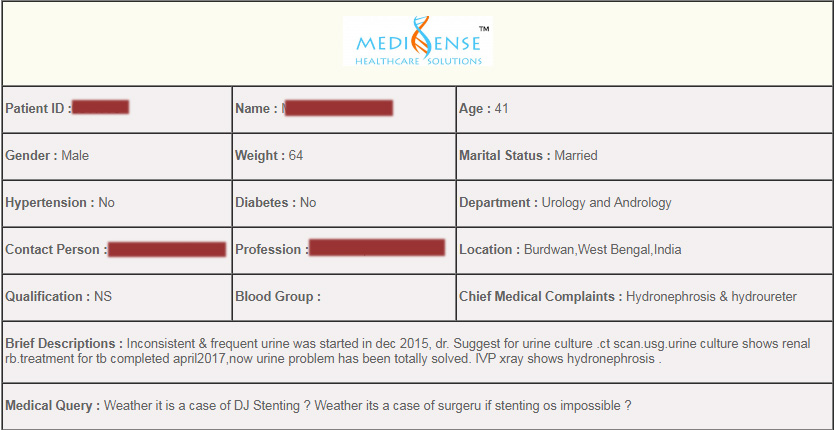 MEDISENSE™
HEALTHCARE SOLUTIONS
Patient ID :
Name :
Age : 41
Gender : Male
Weight : 64
Marital Status : Married
Hypertension : No
Diabetes : No
Department : Urology and Andrology
Contact Person :
Profession :
Location : Burdwan,West Bengal,India
Qualification : NS
Blood Group :
Chief Medical Complaints : Hydronephrosis & hydroureter
Brief Descriptions : Inconsistent & frequent urine was started in dec 2015, dr. Suggest for urine culture .ct scan.usg.urine culture shows renal
rb.treatment for tb completed april2017,now urine problem has been totally solved. IVP xray shows hydronephrosis .
Medical Query : Weather it is a case of DJ Stenting ? Weather its a case of surgeru if stenting os impossible ?